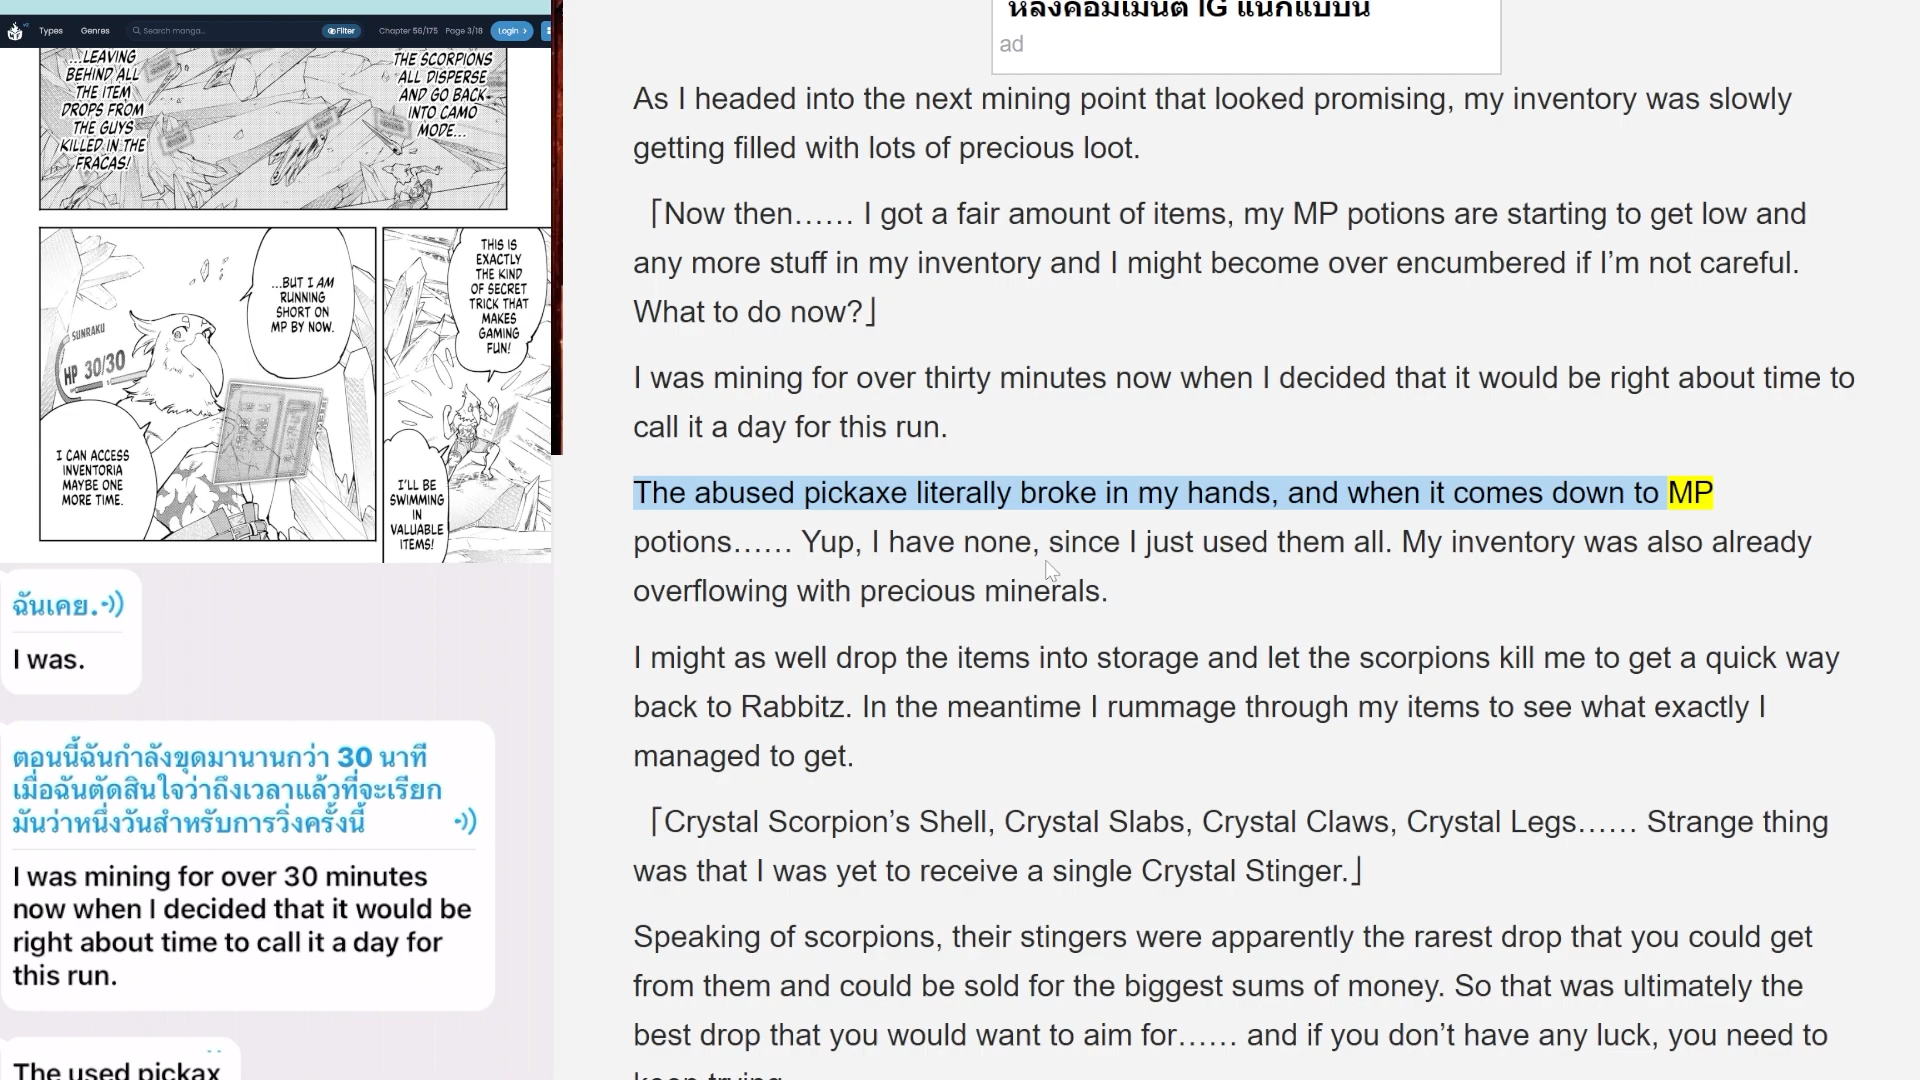 Types
Genres
Search manga...
Filter
Chapter 56/175
Page 3/18
Login
...LEAVING
BEHIND ALL
THE ITEM
DROPS FROM
THE GUYS
KILLED IN THE
FRACAS!
THE SCORPIONS
ALL DISPERSE
AND GO BACK
INTO CAMO
MODE...
THIS IS
EXACTLY
THE KIND
OF SECRET
TRICK THAT
MAKES
GAMING
FUN!
...BUT I AM
RUNNING
SHORT ON
MP BY NOW.
SUNRAKU
HP 30/30
I CAN ACCESS
INVENTORIA
MAYBE ONE
MORE TIME.
I'LL BE
SWIMMING
IN
VALUABLE
ITEMS!
ฉันเคย.
I was.
ตอนนี้ฉันกำลังขุดมานานกว่า 30 นาที
เมื่อฉันตัดสินใจว่าถึงเวลาแล้วที่จะเรียก
มันว่าหนึ่งวันสำหรับการวิ่งครั้งนี้
I was mining for over 30 minutes
now when I decided that it would be
right about time to call it a day for
this run.
The used pickax
หลังคอมเมนต์ IG แนกแบบนี้
ad
As I headed into the next mining point that looked promising, my inventory was slowly
getting filled with lots of precious loot.
「Now then…… I got a fair amount of items, my MP potions are starting to get low and
any more stuff in my inventory and I might become over encumbered if I’m not careful.
What to do now?」
I was mining for over thirty minutes now when I decided that it would be right about time to
call it a day for this run.
The abused pickaxe literally broke in my hands, and when it comes down to MP
potions…… Yup, I have none, since I just used them all. My inventory was also already
overflowing with precious minerals.
I might as well drop the items into storage and let the scorpions kill me to get a quick way
back to Rabbitz. In the meantime I rummage through my items to see what exactly I
managed to get.
「Crystal Scorpion’s Shell, Crystal Slabs, Crystal Claws, Crystal Legs…… Strange thing
was that I was yet to receive a single Crystal Stinger.」
Speaking of scorpions, their stingers were apparently the rarest drop that you could get
from them and could be sold for the biggest sums of money. So that was ultimately the
best drop that you would want to aim for…… and if you don’t have any luck, you need to
keep trying